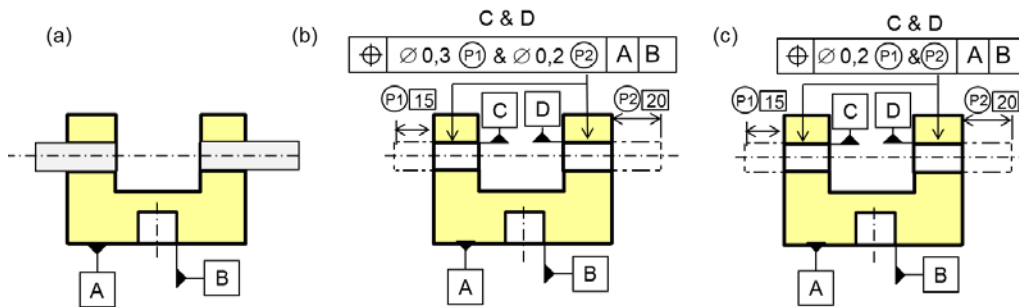 (a)
A
B
(b)
C & D
⌖ ∅ 0,3 Ⓟ1 & ∅ 0,2 Ⓟ2 A B
P1 15
C
D
P2 20
A
B
(c)
C & D
⌖ ∅ 0,2 P1 & P2 A B
P1 15
C
D
P2 20
A
B